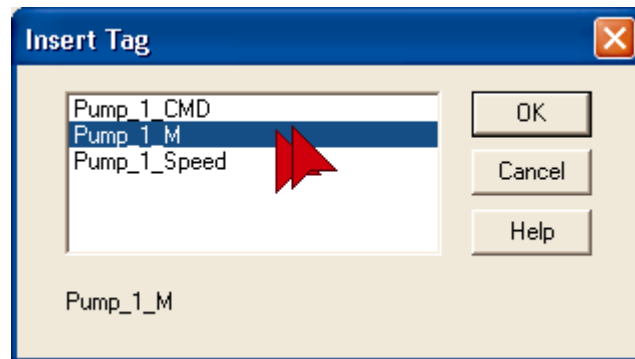 Insert Tag
Pump_1_CMD
Pump_1_M
Pump_1_Speed
OK
Cancel
Help
Pump_1_M